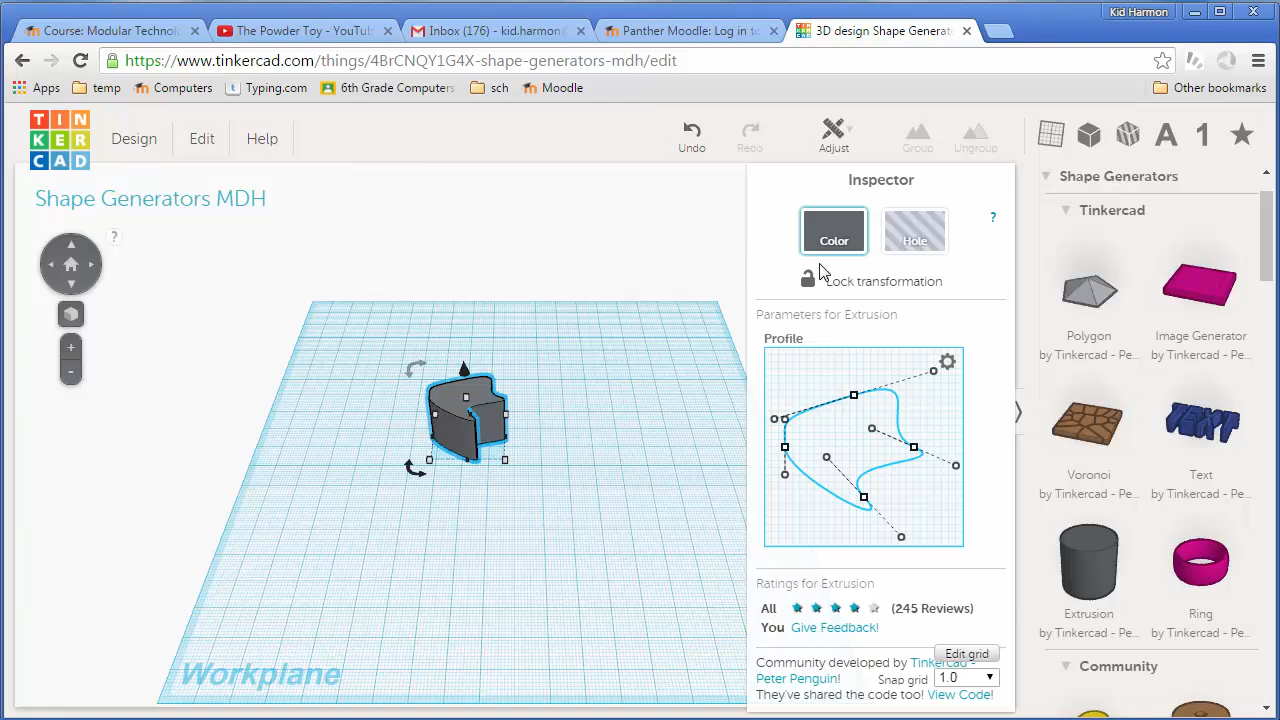 Kid Harmon
Course: Modular Technol
The Powder Toy - YouTu
Inbox (176) - kid.harmon@
Panther Moodle: Log in to
3D design Shape Generato
https://www.tinkercad.com/things/4BrCNQY1G4X-shape-generators-mdh/edit
Apps
temp
Computers
Typing.com
6th Grade Computers
sch
Moodle
Other bookmarks
TIN
KER
CAD
Design
Edit
Help
Undo
Redo
Adjust
Group
Ungroup
A
1
Shape Generators MDH
?
+
-
Workplane
Inspector
Color
Hole
?
Lock transformation
Parameters for Extrusion
Profile
Ratings for Extrusion
All
(245 Reviews)
You Give Feedback!
Edit grid
Community developed by Tinkercad -
Peter Penguin!
Snap grid 1.0
They've shared the code too! View Code!
Shape Generators
Tinkercad
Polygon
by Tinkercad - Pe...
Image Generator
by Tinkercad - Pe...
Voronoi
by Tinkercad - Pe...
TEXT
Text
by Tinkercad - Pe...
Extrusion
by Tinkercad - Pe...
Ring
by Tinkercad - Pe...
Community